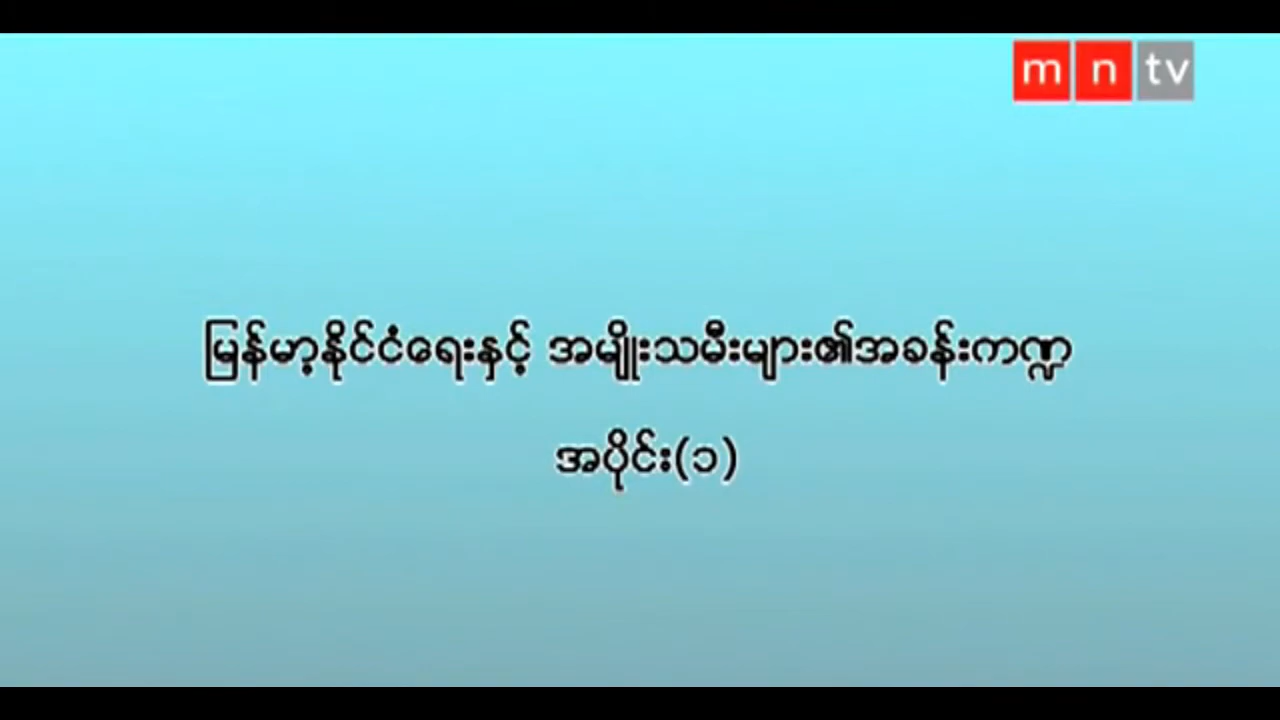 mntv
မြန်မာ့နိုင်ငံရေးနှင့် အမျိုးသမီးများ၏အခန်းကဏ္ဍ
အပိုင်း(၁)